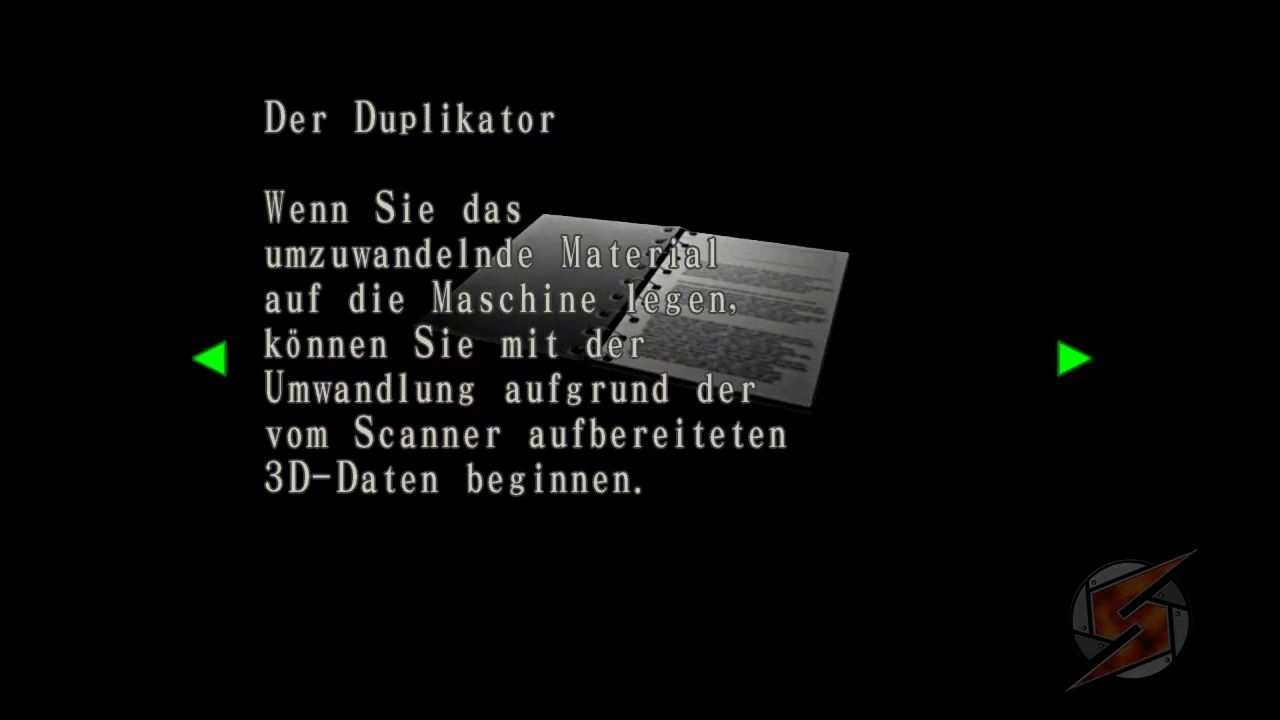 Der Duplikator
Wenn Sie das
umzuwandelnde Material
auf die Maschine legen,
können Sie mit der
Umwandlung aufgrund der
vom Scanner aufbereiteten
3D-Daten beginnen.